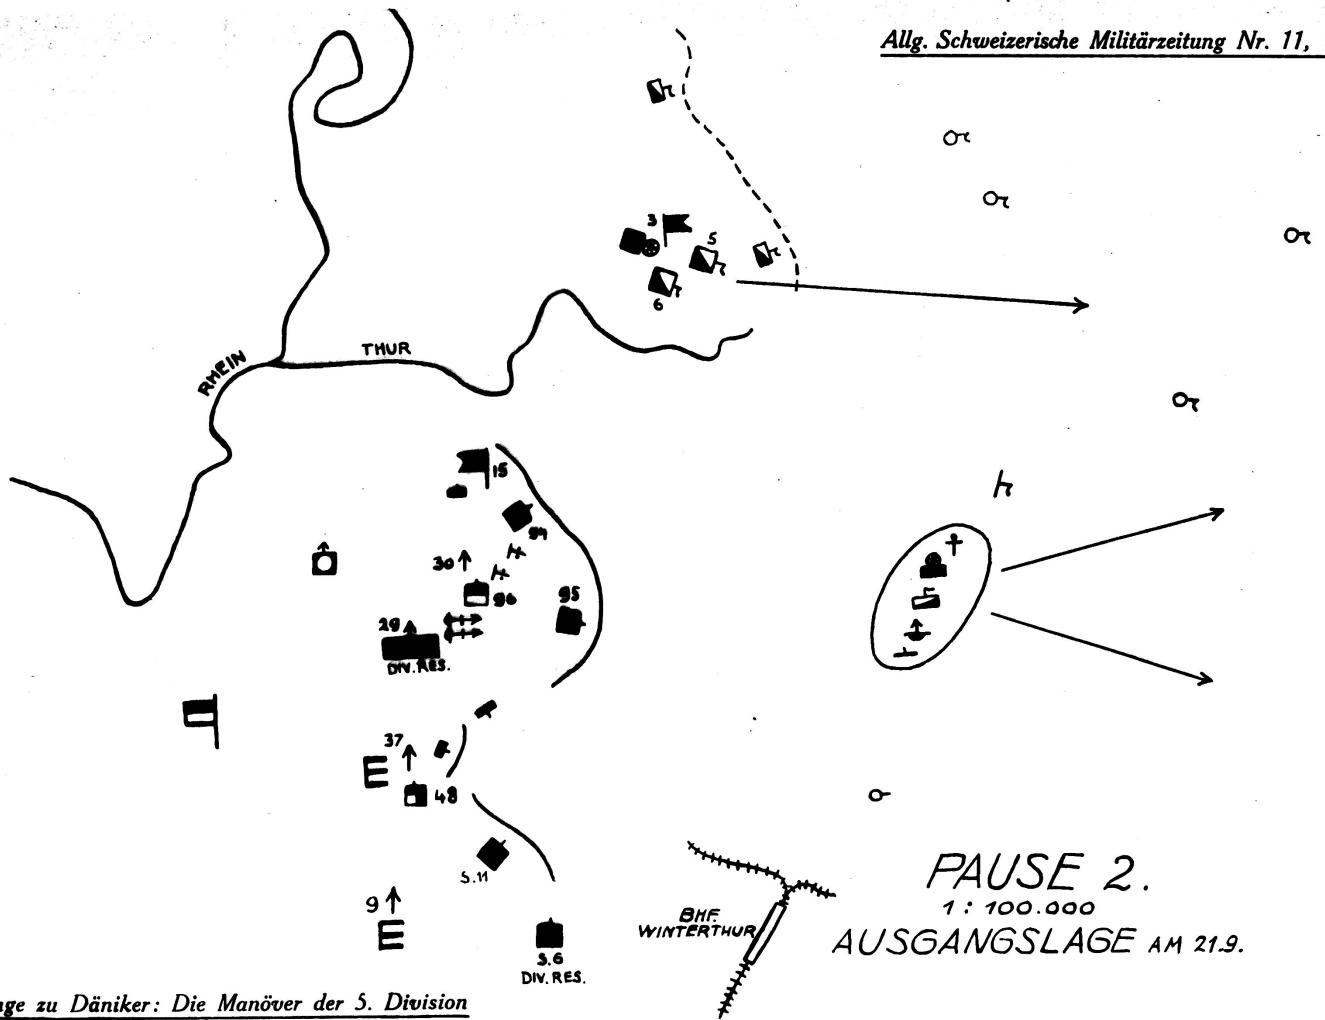 Allg. Schweizerische Militärzeitung Nr. 11,
3
5
6
RHEIN
THUR
15
94
30
96
95
29
DIV. RES.
37
48
S.11
9
S.6
DIV. RES.
BHF.
WINTERTHUR
PAUSE 2.
1 : 100.000
AUSGANGSLAGE AM 21.9.
zu Däniker: Die Manöver der 5. Division